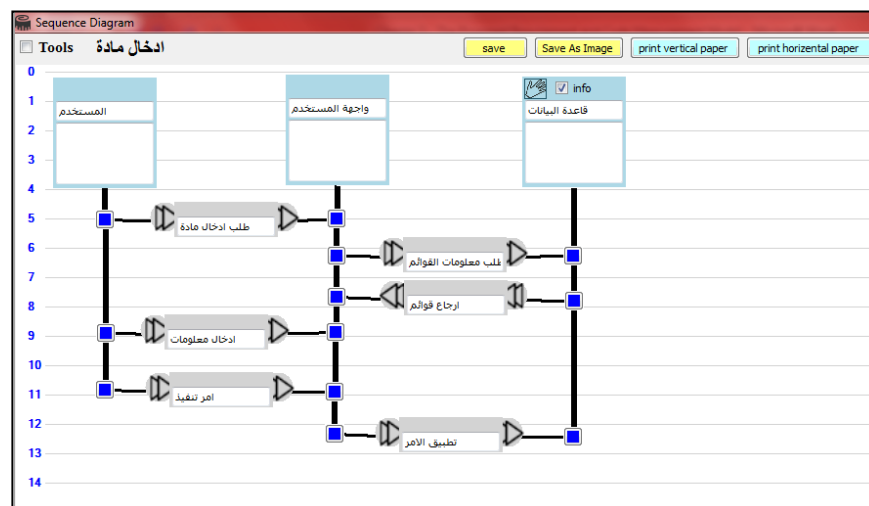 Sequence Diagram
Tools
ادخال مادة
save
Save As Image
print vertical paper
print horizental paper
0
info
1
المستخدم
واجهة المستخدم
قاعدة البيانات
2
3
4
5
طلب ادخال مادة
6
طلب معلومات القوائم
7
8
ارجاع قوائم
9
ادخال معلومات
10
11
امر تنفيذ
12
تطبيق الامر
13
14